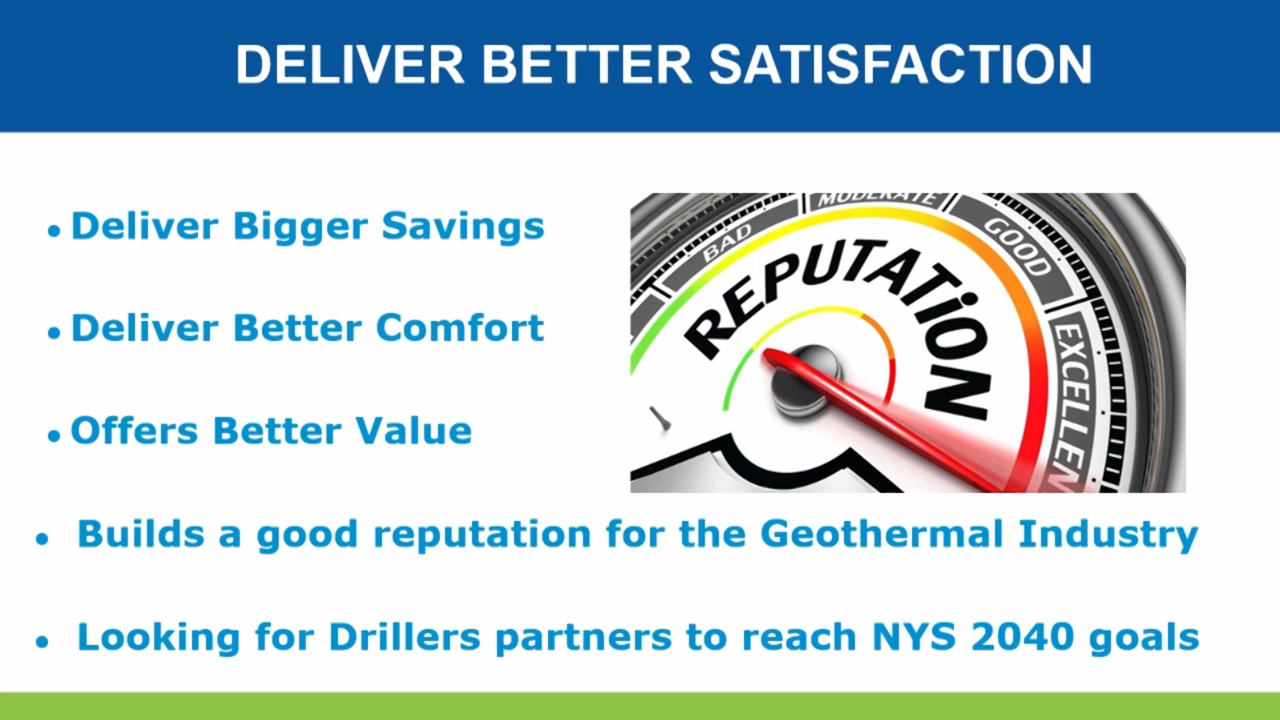 DELIVER BETTER SATISFACTION
• Deliver Bigger Savings
• Deliver Better Comfort
• Offers Better Value
• Builds a good reputation for the Geothermal Industry
• Looking for Drillers partners to reach NYS 2040 goals
BAD
MODERATE
GOOD
EXCELLEN
REPUTATiON